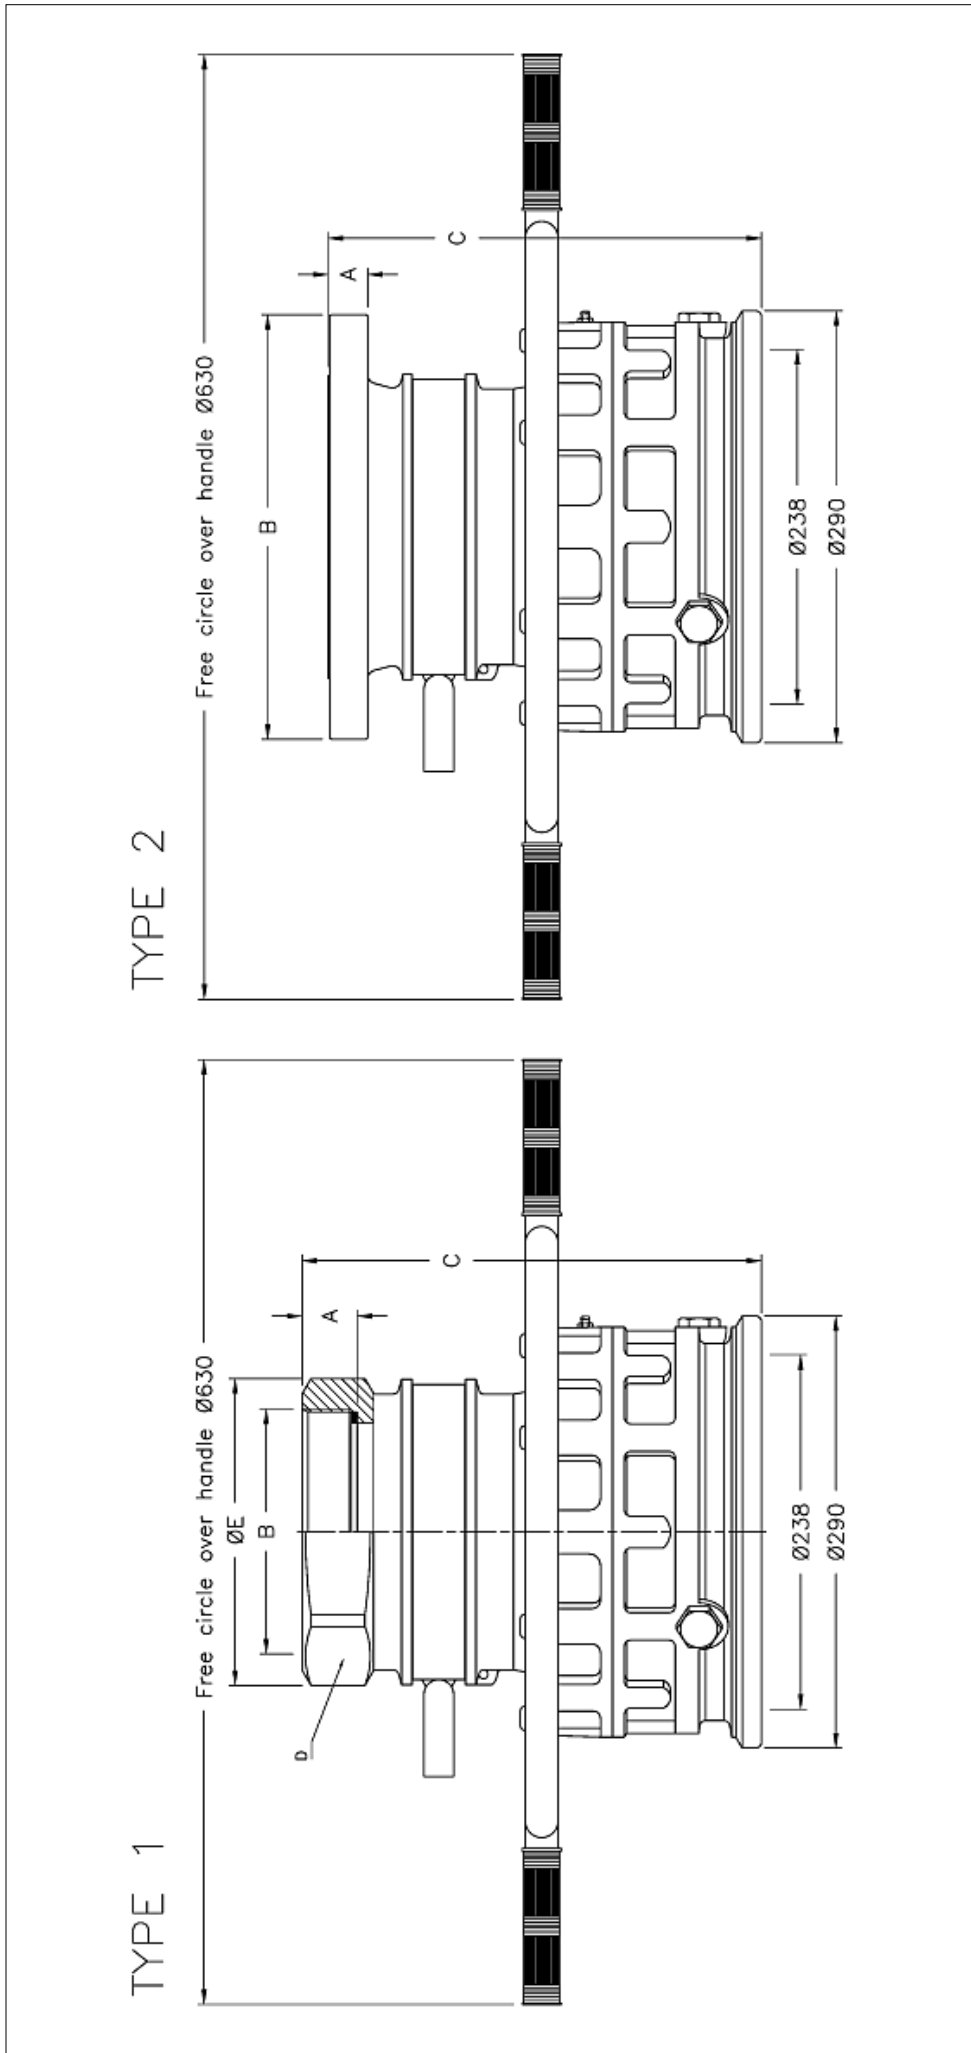 TYPE 1
Free circle over handle Ø630
ØE
B
A
C
D
Ø238
Ø290
TYPE 2
Free circle over handle Ø630
B
A
C
Ø238
Ø290